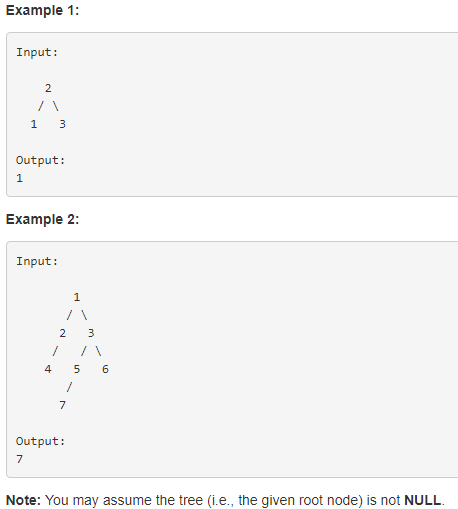 Example 1:
Input:
    2
   / \
  1   3
Output:
1
Example 2:
Input:
        1
       / \
      2   3
     /   / \
    4   5   6
       /
      7
Output:
7
Note: You may assume the tree (i.e., the given root node) is not NULL.